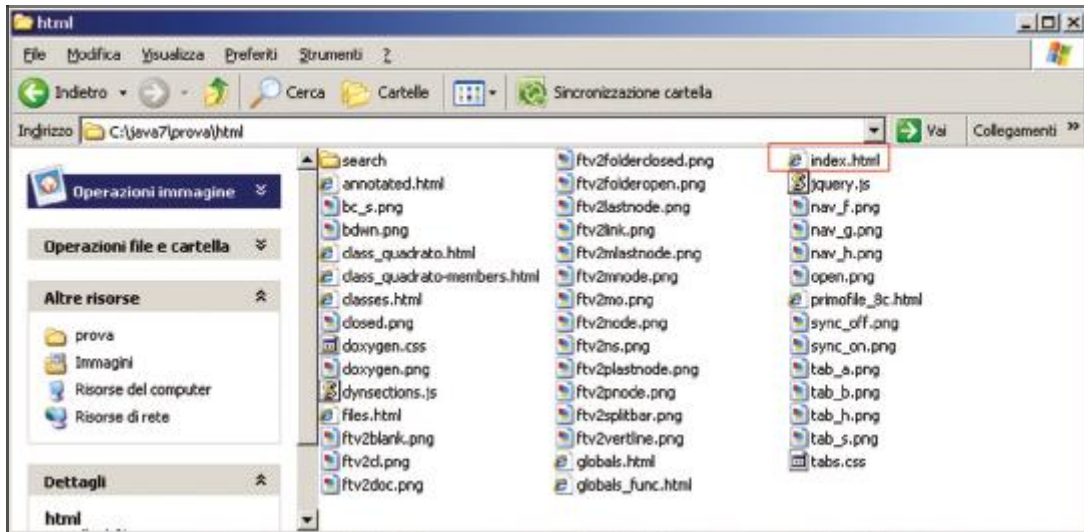 html
File Modifica Visualizza Preferiti Strumenti ?
Indietro Cerca Cartelle Sincronizzazione cartella
Indirizzo C:\java7\prova\html Vai Collegamenti »
Operazioni immagine
Operazioni file e cartella
Altre risorse
prova
Immagini
Risorse del computer
Risorse di rete
Dettagli
html
search
annotated.html
bc_s.png
bdwn.png
class_quadrato.html
class_quadrato-members.html
classes.html
closed.png
doxygen.css
doxygen.png
dynsections.js
files.html
ftv2blank.png
ftv2cl.png
ftv2doc.png
ftv2folderclosed.png
ftv2folderopen.png
ftv2lastnode.png
ftv2link.png
ftv2mlastnode.png
ftv2mnode.png
ftv2mo.png
ftv2node.png
ftv2ns.png
ftv2plastnode.png
ftv2pnode.png
ftv2splitbar.png
ftv2vertline.png
globals.html
globals_func.html
index.html
jquery.js
nav_f.png
nav_g.png
nav_h.png
open.png
primofile_8c.html
sync_off.png
sync_on.png
tab_a.png
tab_b.png
tab_h.png
tab_s.png
tabs.css